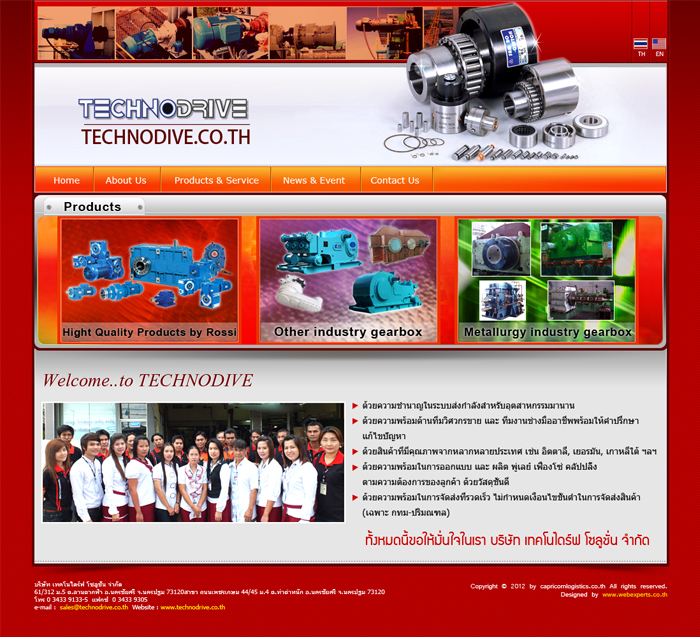 TH EN
TECHNODRIVE
TECHNODIVE.CO.TH
Home About Us Products & Service News & Event Contact Us
Products
Hight Quality Products by Rossi
Other industry gearbox
Metallurgy industry gearbox
Welcome..to TECHNODIVE
ด้วยความชำนาญในระบบส่งกำลังสำหรับอุตสาหกรรมมานาน
ด้วยความพร้อมด้านทีมวิศวกรขาย และ ทีมงานช่างมืออาชีพพร้อมให้คำปรึกษา
แก้ไขปัญหา
ด้วยสินค้าที่มีคุณภาพจากหลากหลายประเทศ เช่น อิตตาลี, เยอรมัน, เกาหลีใต้ ฯลฯ
ด้วยความพร้อมในการออกแบบ และ ผลิต พูเลย์ เฟืองโซ่ คลัปปลิ้ง
ตามความต้องการของลูกค้า ด้วยวัสดุชั้นดี
ด้วยความพร้อมในการจัดส่งที่รวดเร็ว ไม่กำหนดเงื่อนไขขั้นต่ำในการจัดส่งสินค้า
(เฉพาะ กทม-ปริมณฑล)
ทั้งหมดนี้ขอให้มั่นใจในเรา บริษัท เทคโนไดร์ฟ โซลูชั่น จำกัด
บริษัท เทคโนไดร์ฟ โซลูชั่น จำกัด
61/312 ม.5 ต.ลานตากฟ้า อ.นครชัยศรี จ.นครปฐม 73120สาขา ถนนเพชรเกษม 44/45 ม.4 ต.ท่าตำหนัก อ.นครชัยศรี จ.นครปฐม 73120
โทร 0 3433 9133-5 แฟกซ์ 0 3433 9305
e-mail : sales@technodrive.co.th Website : www.technodrive.co.th
Copyright © 2012 by capricornlogistics.co.th All rights reserved.
Designed by www.webexperts.co.th